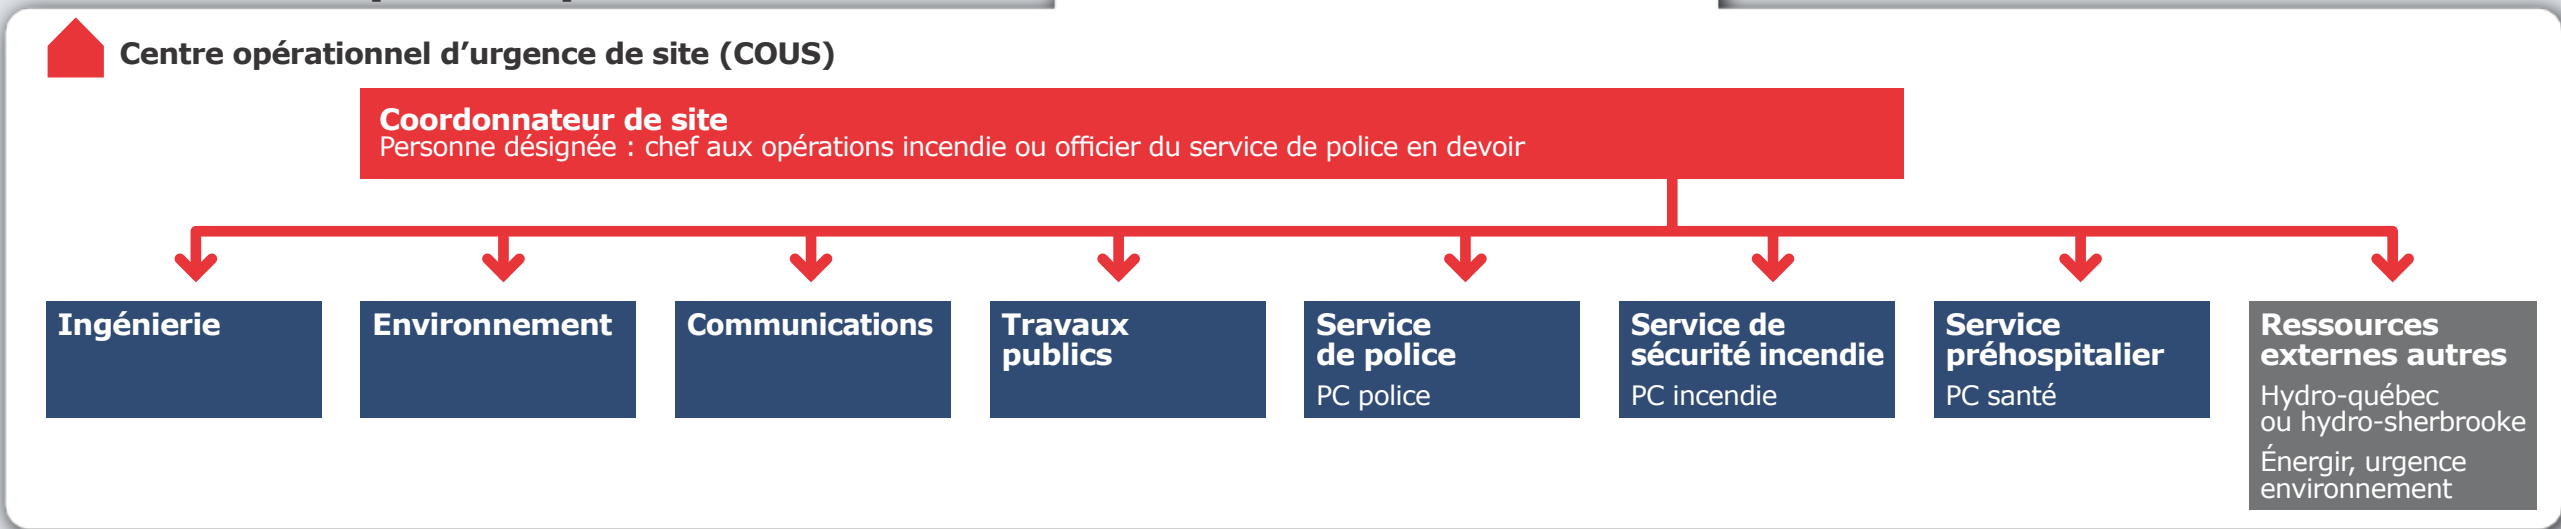 Centre opérationnel d’urgence de site (COUS)
Coordonnateur de site
Personne désignée : chef aux opérations incendie ou officier du service de police en devoir
Ingénierie
Environnement
Communications
Travaux
publics
Service
de police
PC police
Service de
sécurité incendie
PC incendie
Service
préhospitalier
PC santé
Ressources
externes autres
Hydro-québec
ou hydro-sherbrooke
Énergir, urgence
environnement